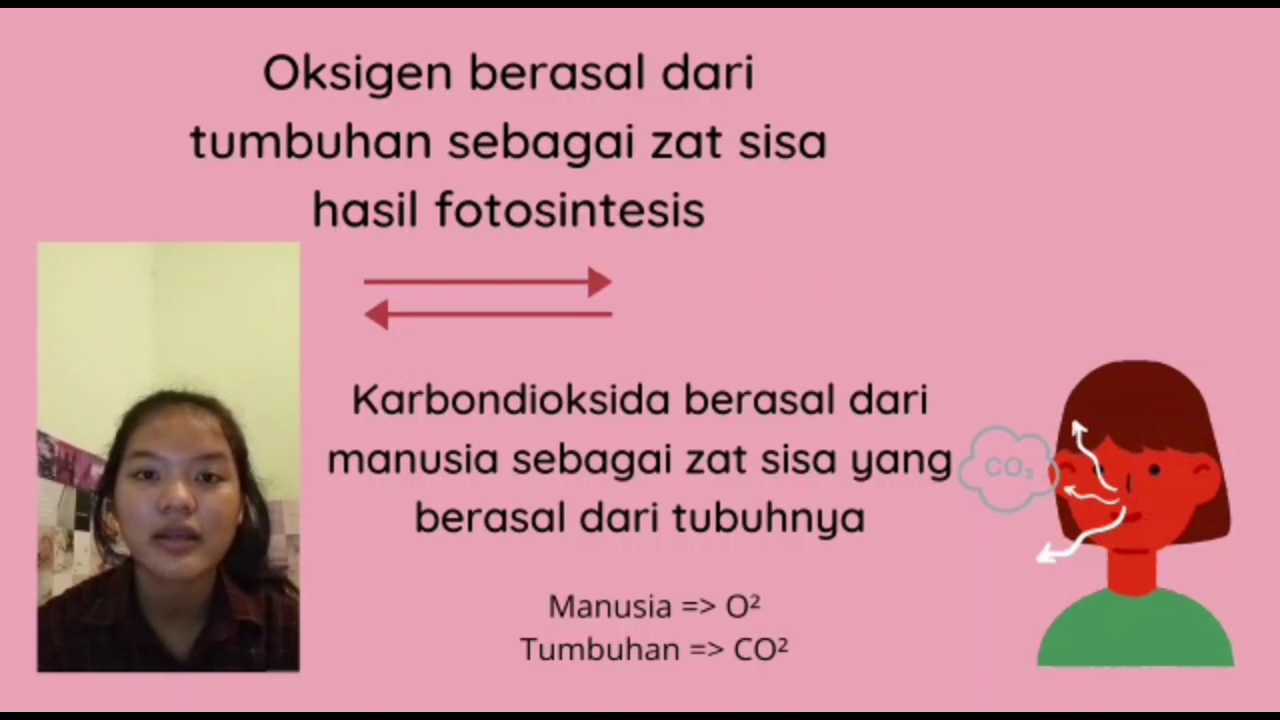 Oksigen berasal dari
tumbuhan sebagai zat sisa
hasil fotosintesis
Karbondioksida berasal dari
manusia sebagai zat sisa yang
berasal dari tubuhnya
CO₂
Manusia => O²
Tumbuhan => CO²